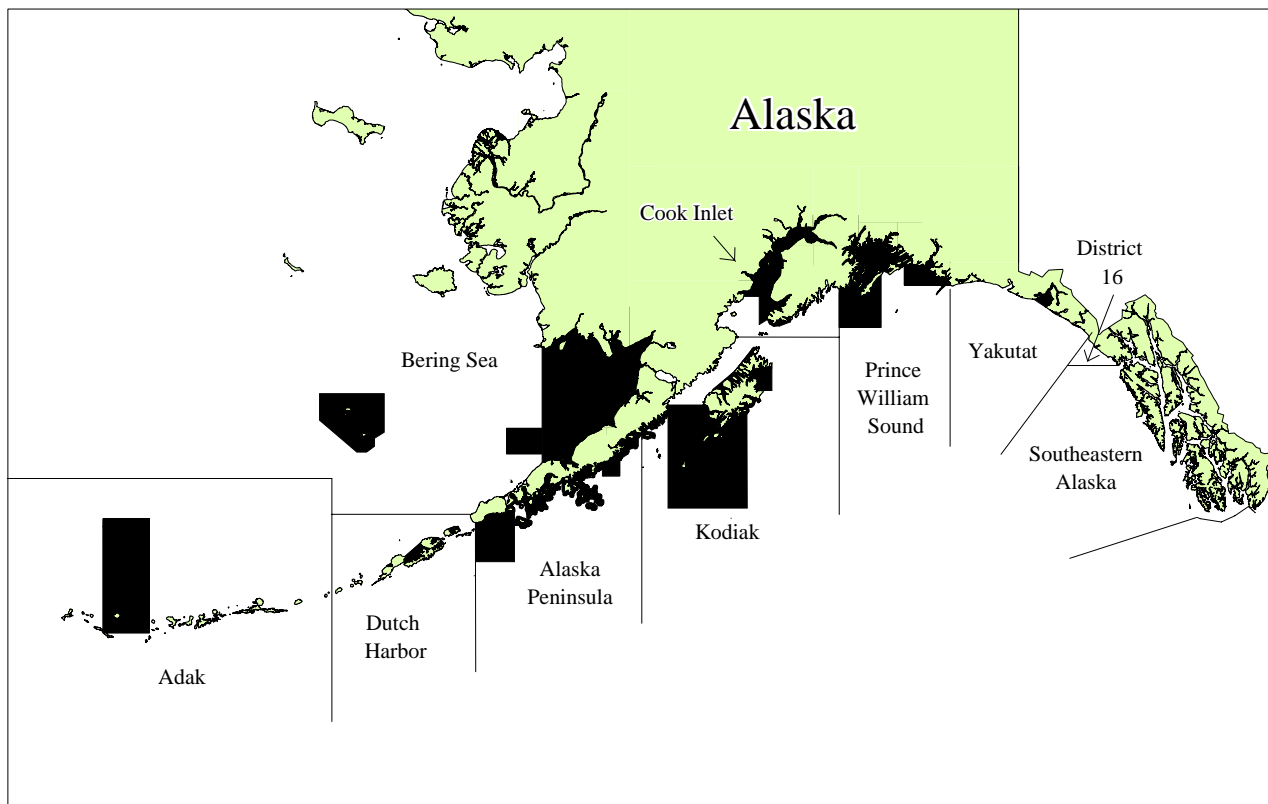 Alaska
Cook Inlet
District
16
Bering Sea
Yakutat
Prince
William
Sound
Southeastern
Alaska
Kodiak
Alaska
Peninsula
Dutch
Harbor
Adak